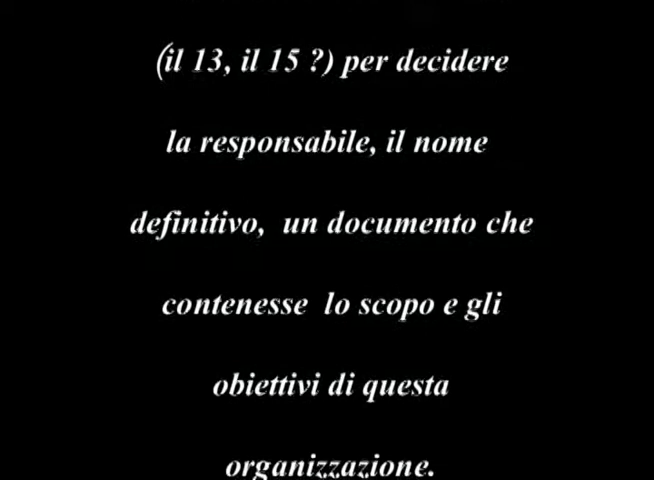 (il 13, il 15 ?) per decidere
la responsabile, il nome
definitivo, un documento che
contenesse lo scopo e gli
obiettivi di questa
organizzazione.